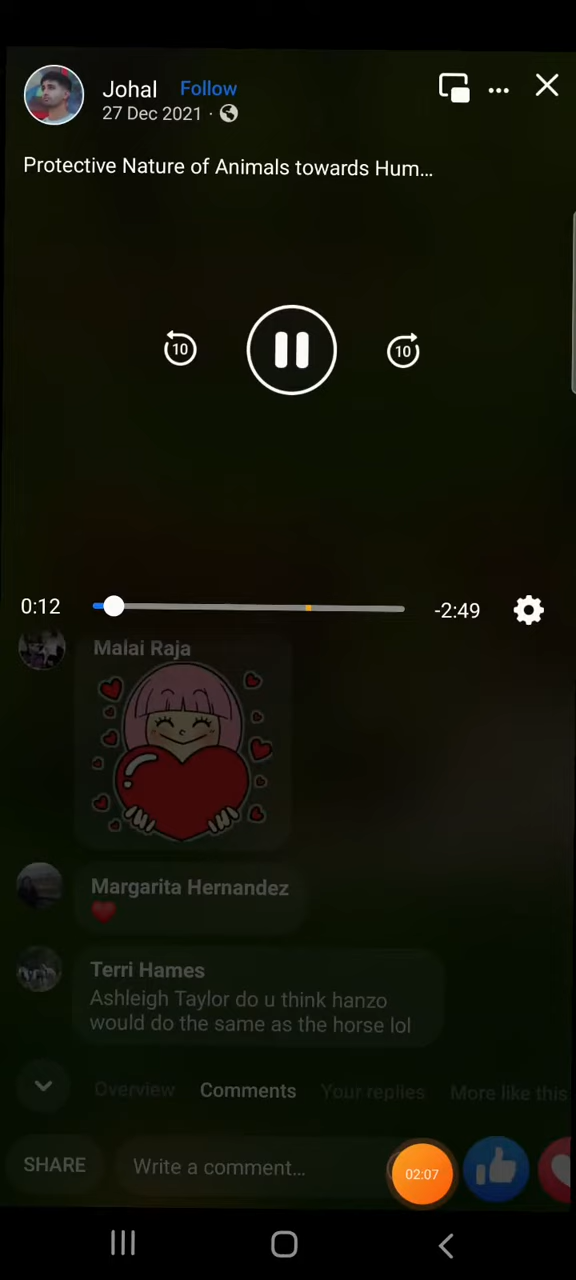 Johal Follow
27 Dec 2021 ·
Protective Nature of Animals towards Hum...
10
10
0:12
-2:49
Malai Raja
Margarita Hernandez
Terri Hames
Ashleigh Taylor do u think hanzo
would do the same as the horse lol
Overview Comments Your replies More like this
SHARE
Write a comment...
02:07